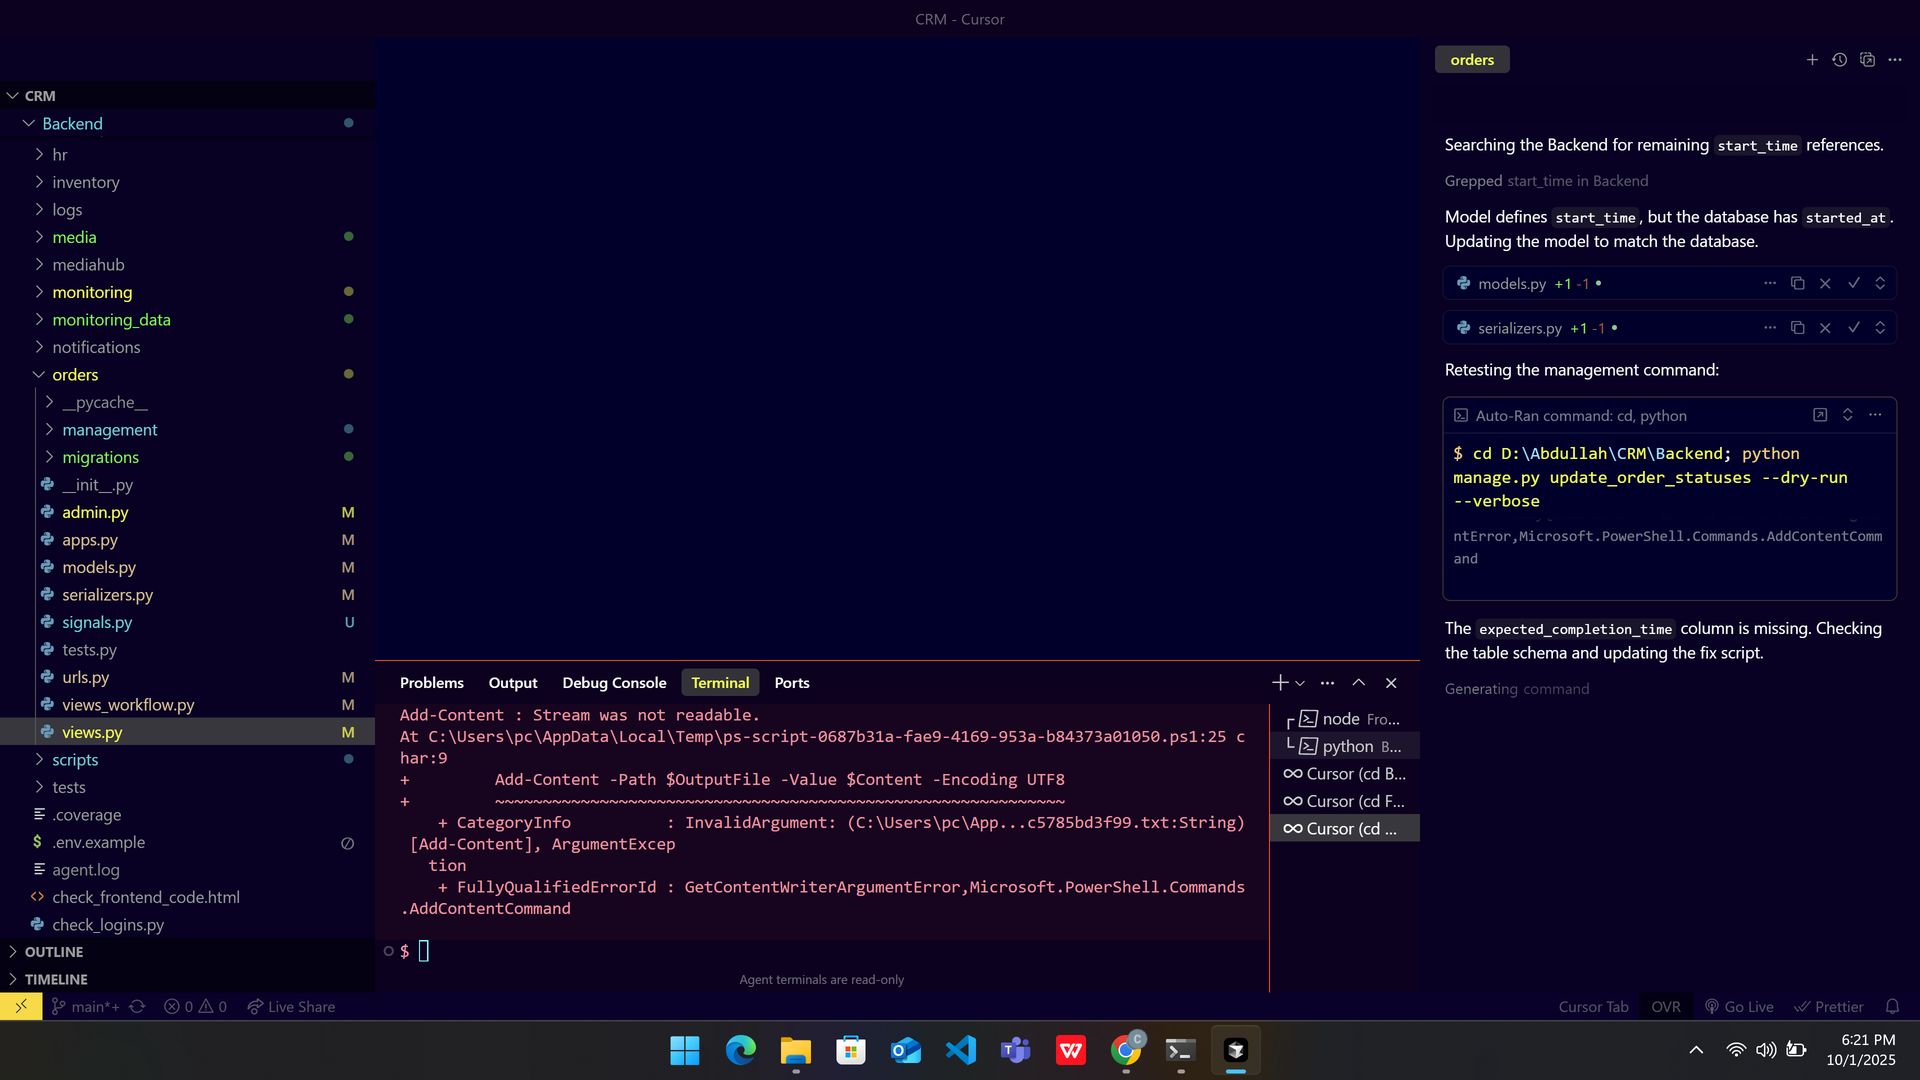 CRM - Cursor
CRM
Backend
hr
inventory
logs
media
mediahub
monitoring
monitoring_data
notifications
orders
__pycache__
management
migrations
__init__.py
admin.py M
apps.py M
models.py M
serializers.py M
signals.py U
tests.py
urls.py M
views_workflow.py M
views.py M
scripts
tests
.coverage
$ .env.example
agent.log
<> check_frontend_code.html
check_logins.py
OUTLINE
TIMELINE
Problems Output Debug Console Terminal Ports
Add-Content : Stream was not readable.
At C:\Users\pc\AppData\Local\Temp\ps-script-0687b31a-fae9-4169-953a-b84373a01050.ps1:25 c
har:9
+         Add-Content -Path $OutputFile -Value $Content -Encoding UTF8
+         ~~~~~~~~~~~~~~~~~~~~~~~~~~~~~~~~~~~~~~~~~~~~~~~~~~~~~~~~~~~~
    + CategoryInfo          : InvalidArgument: (C:\Users\pc\App...c5785bd3f99.txt:String)
 [Add-Content], ArgumentExcep
   tion
    + FullyQualifiedErrorId : GetContentWriterArgumentError,Microsoft.PowerShell.Commands
.AddContentCommand
$
Agent terminals are read-only
node Fro...
python B...
Cursor (cd B...
Cursor (cd F...
Cursor (cd ...
orders
Searching the Backend for remaining start_time references.
Grepped start_time in Backend
Model defines start_time, but the database has started_at.
Updating the model to match the database.
models.py +1 -1 •
serializers.py +1 -1 •
Retesting the management command:
Auto-Ran command: cd, python
$ cd D:\Abdullah\CRM\Backend; python
manage.py update_order_statuses --dry-run
--verbose
ntError,Microsoft.PowerShell.Commands.AddContentComm
and
The expected_completion_time column is missing. Checking
the table schema and updating the fix script.
Generating command
main*+ 0 0 Live Share
Cursor Tab OVR Go Live Prettier
C
6:21 PM
10/1/2025